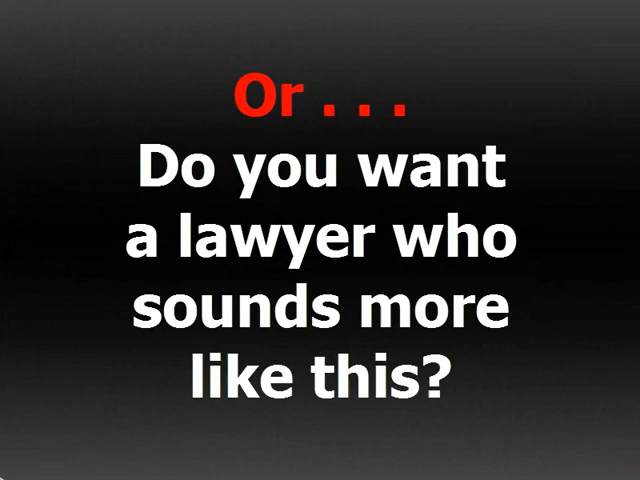 Or . . .
Do you want
a lawyer who
sounds more
like this?